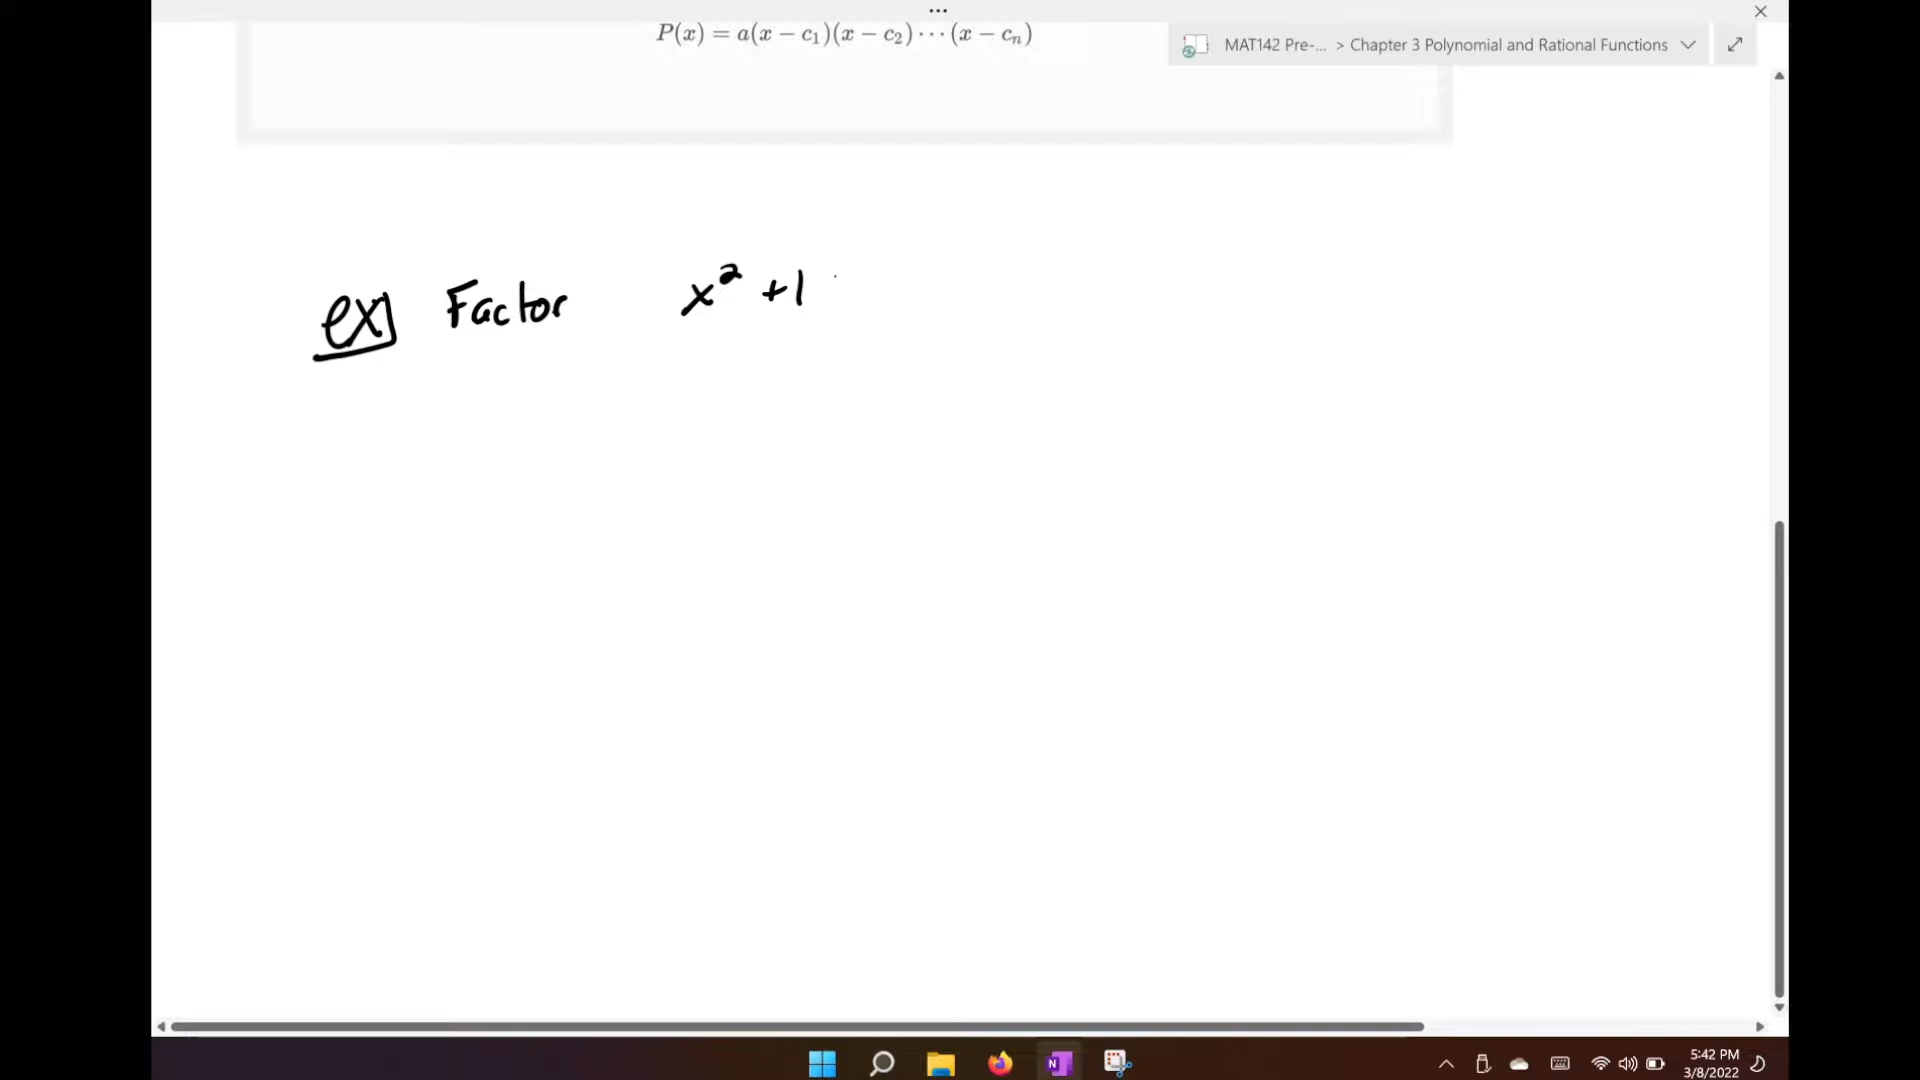 ...
P(x) = a(x − c₁)(x − c₂) ⋯ (x − cₙ)
MAT142 Pre-... > Chapter 3 Polynomial and Rational Functions
ex] Factor x² +1
5:42 PM
3/8/2022